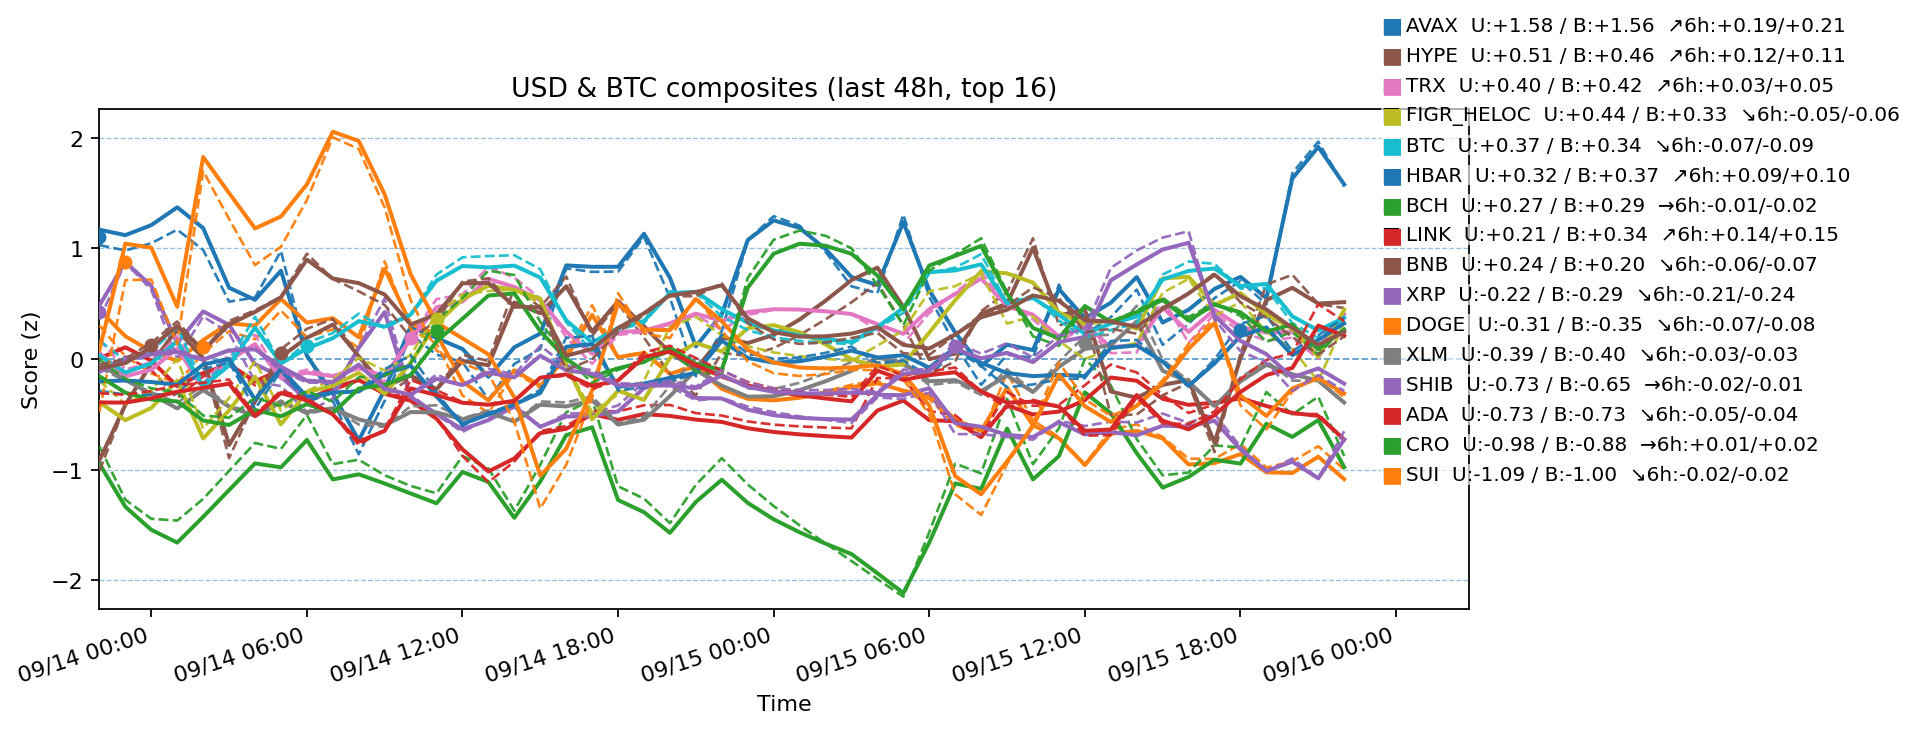 AVAX  U:+1.58 / B:+1.56  ↗6h:+0.19/+0.21
HYPE  U:+0.51 / B:+0.46  ↗6h:+0.12/+0.11
USD & BTC composites (last 48h, top 16)
TRX  U:+0.40 / B:+0.42  ↗6h:+0.03/+0.05
FIGR_HELOC  U:+0.44 / B:+0.33  ↘6h:-0.05/-0.06
BTC  U:+0.37 / B:+0.34  ↘6h:-0.07/-0.09
HBAR  U:+0.32 / B:+0.37  ↗6h:+0.09/+0.10
BCH  U:+0.27 / B:+0.29  →6h:-0.01/-0.02
LINK  U:+0.21 / B:+0.34  ↗6h:+0.14/+0.15
BNB  U:+0.24 / B:+0.20  ↘6h:-0.06/-0.07
XRP  U:-0.22 / B:-0.29  ↘6h:-0.21/-0.24
DOGE  U:-0.31 / B:-0.35  ↘6h:-0.07/-0.08
XLM  U:-0.39 / B:-0.40  ↘6h:-0.03/-0.03
SHIB  U:-0.73 / B:-0.65  →6h:-0.02/-0.01
ADA  U:-0.73 / B:-0.73  ↘6h:-0.05/-0.04
CRO  U:-0.98 / B:-0.88  →6h:+0.01/+0.02
SUI  U:-1.09 / B:-1.00  ↘6h:-0.02/-0.02
Score (z)
2
1
0
−1
−2
09/14 00:00
09/14 06:00
09/14 12:00
09/14 18:00
09/15 00:00
09/15 06:00
09/15 12:00
09/15 18:00
09/16 00:00
Time